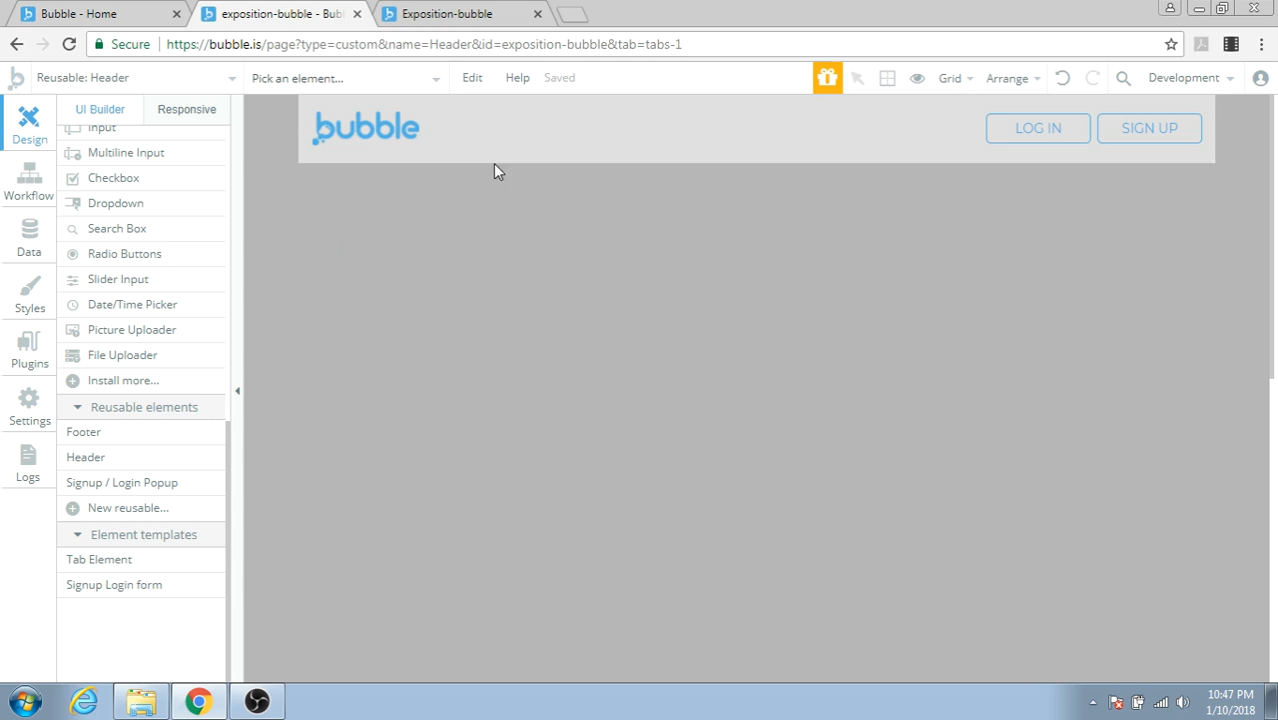 Bubble - Home
exposition-bubble - Bub
Exposition-bubble
Secure
https://bubble.is/page?type=custom&name=Header&id=exposition-bubble&tab=tabs-1
Reusable: Header
Pick an element...
Edit
Help
Saved
Grid
Arrange
Development
Design
Workflow
Data
Styles
Plugins
Settings
Logs
UI Builder
Responsive
Input
Multiline Input
Checkbox
Dropdown
Search Box
Radio Buttons
Slider Input
Date/Time Picker
Picture Uploader
File Uploader
Install more...
Reusable elements
Footer
Header
Signup / Login Popup
New reusable...
Element templates
Tab Element
Signup Login form
bubble
LOG IN
SIGN UP
10:47 PM
1/10/2018